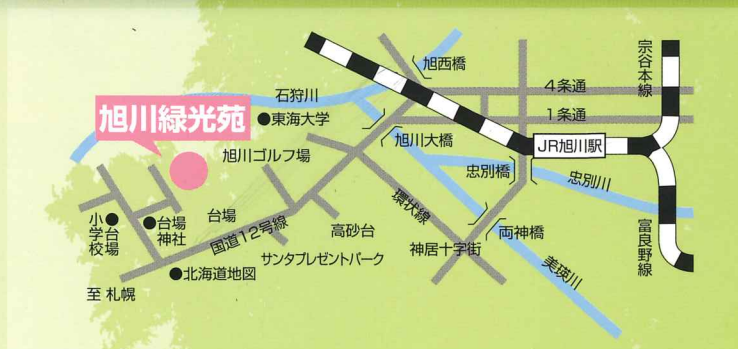 宗谷本線
旭西橋
4条通
石狩川
旭川緑光苑
東海大学
1条通
旭川大橋
JR旭川駅
旭川ゴルフ場
忠別橋
忠別川
環状線
小学校
台場
台場
神社
台場
国道12号線
高砂台
神居十字街
両神橋
富良野線
サンタプレゼントパーク
北海道地図
美瑛川
至 札幌